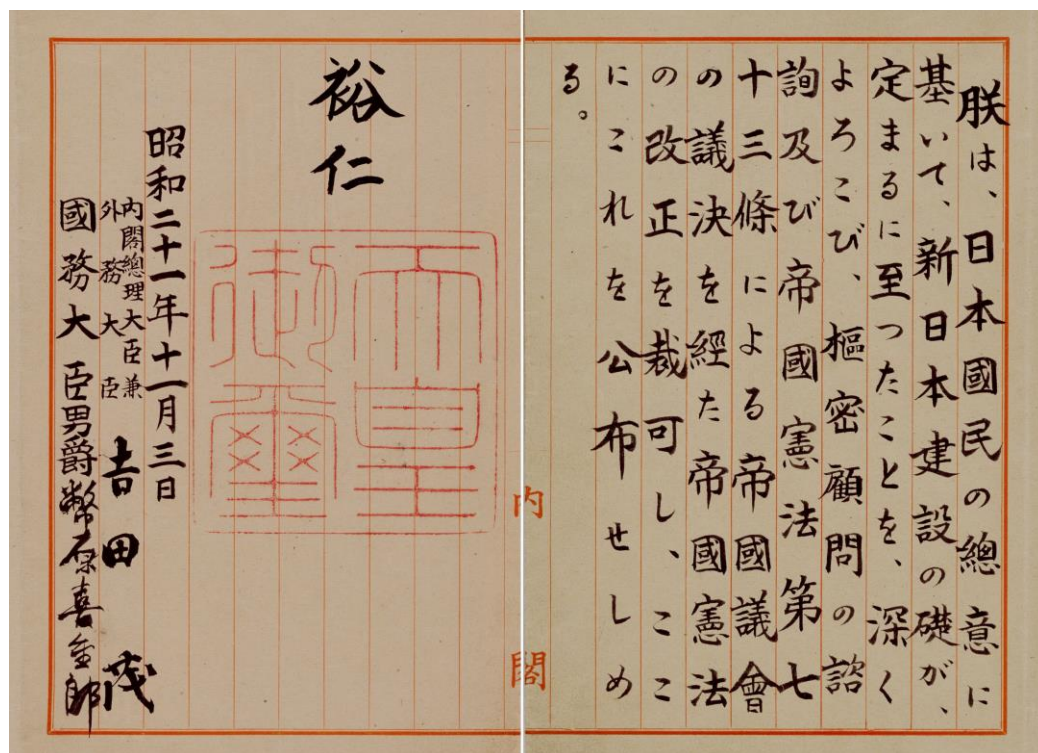 朕は、日本國民の總意に
基いて、新日本建設の礎が、
定まるに至つたことを、深く
よろこび、樞密顧問の諮
詢及び帝國憲法第七
十三條による帝國議會
の議決を經た帝國憲法
の改正を裁可し、ここ
にこれを公布せしめ
る。
内閣
裕仁
天皇
御璽
昭和二十一年十一月三日
内閣總理大臣兼
外務大臣
吉田茂
國務大臣男爵幣原喜重郎